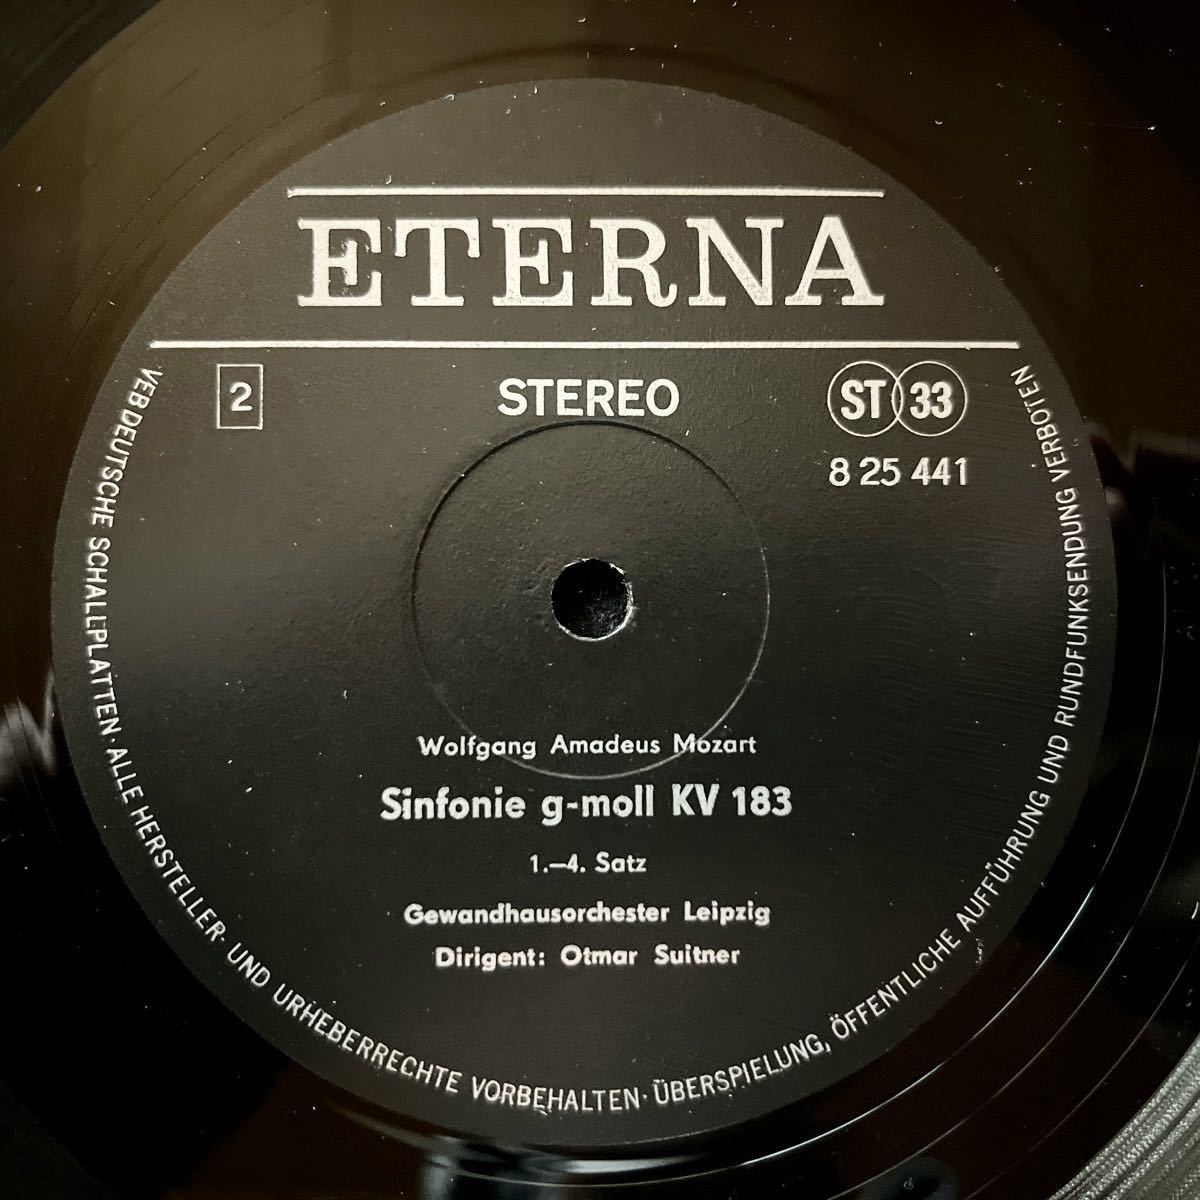 ETERNA
2
STEREO
ST 33
8 25 441
Wolfgang Amadeus Mozart
Sinfonie g-moll KV 183
1.–4. Satz
Gewandhausorchester Leipzig
Dirigent: Otmar Suitner
VEB DEUTSCHE SCHALLPLATTEN · ALLE HERSTELLER- UND URHEBERRECHTE VORBEHALTEN · ÜBERSPIELUNG, ÖFFENTLICHE AUFFÜHRUNG UND RUNDFUNKSENDUNG VERBOTEN